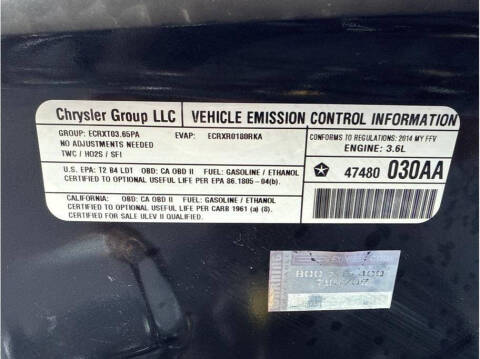 Chrysler Group LLC
VEHICLE EMISSION CONTROL INFORMATION
GROUP: ECRXT03.65PA EVAP: ECRXR0180RKA
NO ADJUSTMENTS NEEDED
TWC / HO2S / SFI
CONFORMS TO REGULATIONS: 2014 MY FFV
ENGINE: 3.6L
U.S. EPA: T2 B4 LDT OBD: CA OBD II FUEL: GASOLINE / ETHANOL
CERTIFIED TO OPTIONAL USEFUL LIFE PER EPA 86.1805-04(b).
47480 030AA
CALIFORNIA: OBD: CA OBD II FUEL: GASOLINE / ETHANOL
CERTIFIED TO OPTIONAL USEFUL LIFE PER CARB 1961 (a) (8).
CERTIFIED FOR SALE ULEV II QUALIFIED.